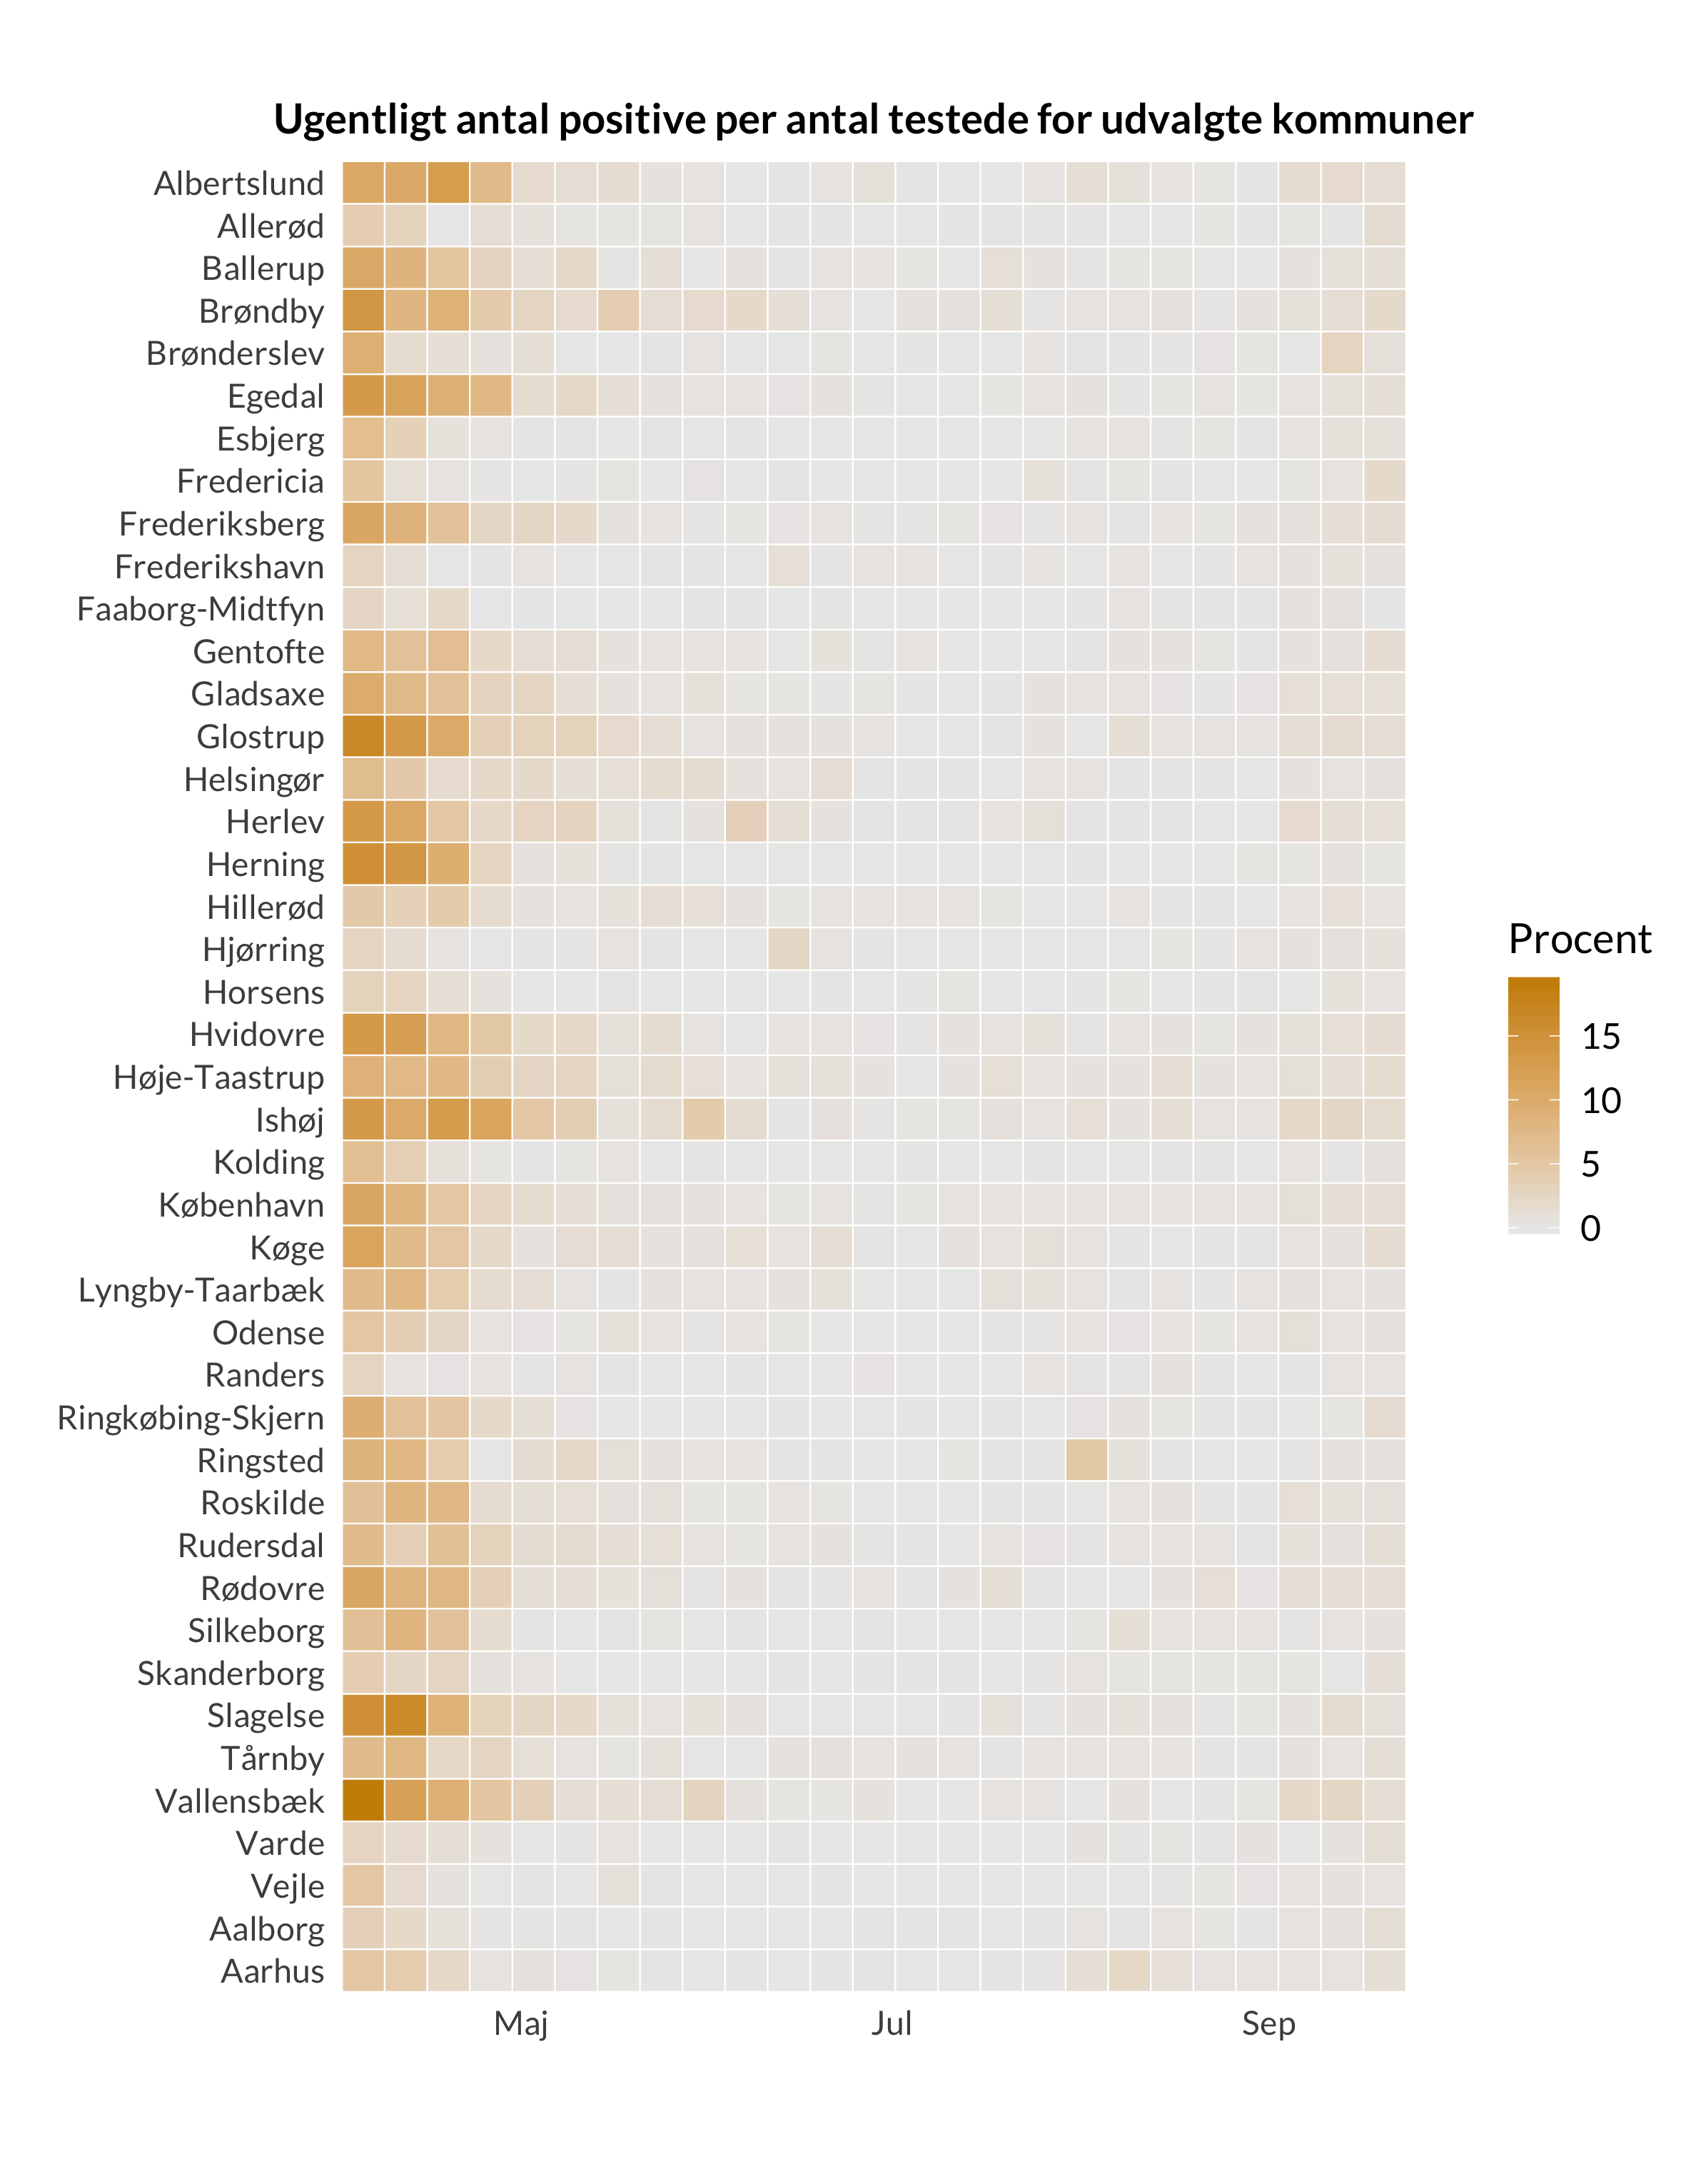 Ugentligt antal positive per antal testede for udvalgte kommuner
Albertslund
Allerød
Ballerup
Brøndby
Brønderslev
Egedal
Esbjerg
Fredericia
Frederiksberg
Frederikshavn
Faaborg-Midtfyn
Gentofte
Gladsaxe
Glostrup
Helsingør
Herlev
Herning
Hillerød
Hjørring
Horsens
Hvidovre
Høje-Taastrup
Ishøj
Kolding
København
Køge
Lyngby-Taarbæk
Odense
Randers
Ringkøbing-Skjern
Ringsted
Roskilde
Rudersdal
Rødovre
Silkeborg
Skanderborg
Slagelse
Tårnby
Vallensbæk
Varde
Vejle
Aalborg
Aarhus
Maj Jul Sep
Procent
15
10
5
0